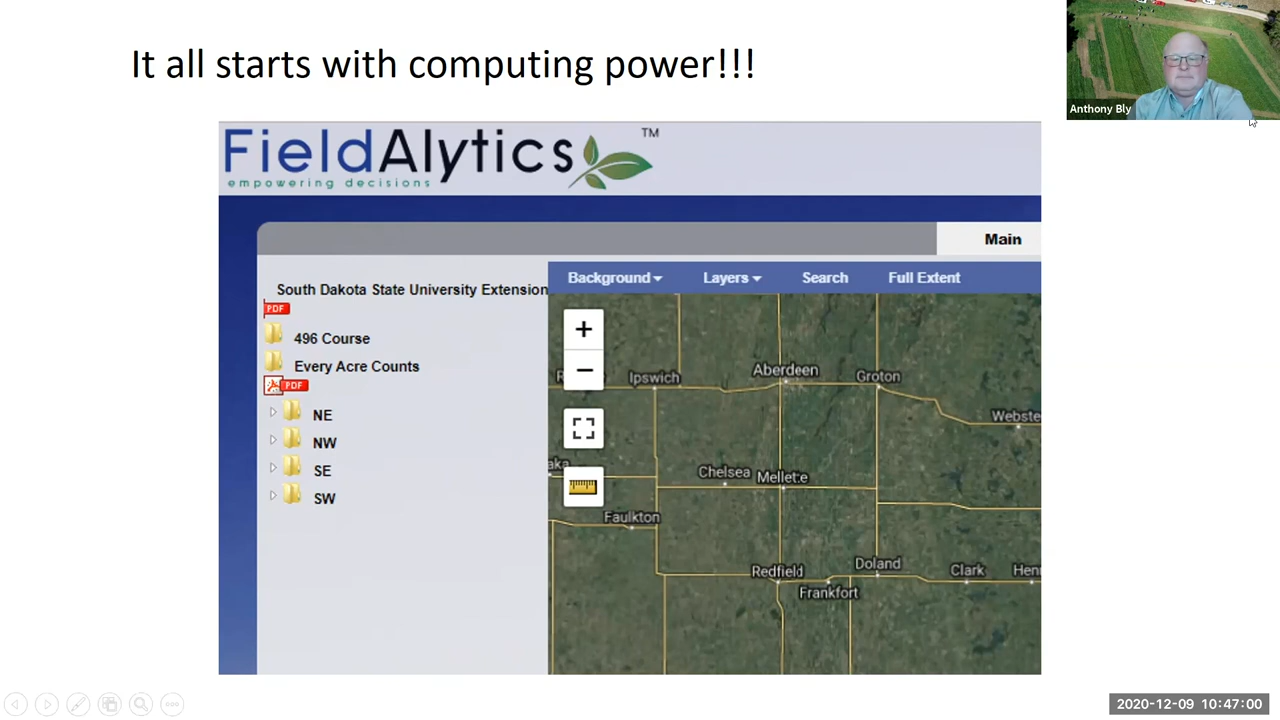 It all starts with computing power!!!
Anthony Bly
FieldAlytics™
empowering decisions
Main
Background Layers Search Full Extent
South Dakota State University Extension
PDF
496 Course
Every Acre Counts
PDF
NE
NW
SE
SW
Ipswich
Aberdeen
Groton
Webste
aka
Chelsea
Mellette
Faulkton
Redfield
Doland
Clark
Hen
Frankfort
2020-12-09 10:47:00